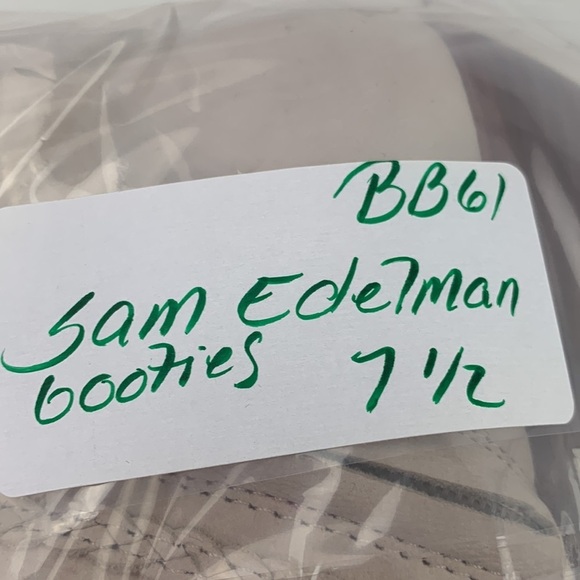 BB61
Sam Edelman
booties 7 1/2